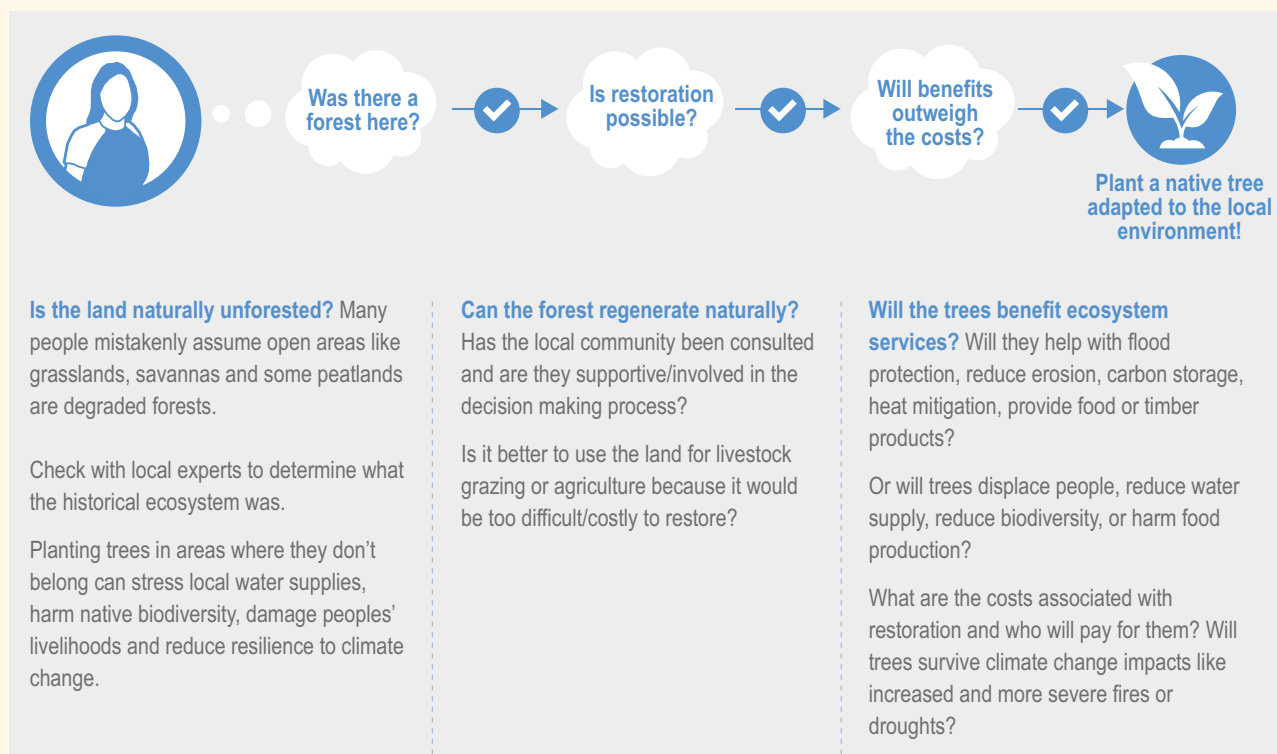 Was there a
forest here?
Is restoration
possible?
Will benefits
outweigh
the costs?
Plant a native tree
adapted to the local
environment!
Is the land naturally unforested? Many
people mistakenly assume open areas like
grasslands, savannas and some peatlands
are degraded forests.
Check with local experts to determine what
the historical ecosystem was.
Planting trees in areas where they don't
belong can stress local water supplies,
harm native biodiversity, damage peoples'
livelihoods and reduce resilience to climate
change.
Can the forest regenerate naturally?
Has the local community been consulted
and are they supportive/involved in the
decision making process?
Is it better to use the land for livestock
grazing or agriculture because it would
be too difficult/costly to restore?
Will the trees benefit ecosystem
services? Will they help with flood
protection, reduce erosion, carbon storage,
heat mitigation, provide food or timber
products?
Or will trees displace people, reduce water
supply, reduce biodiversity, or harm food
production?
What are the costs associated with
restoration and who will pay for them? Will
trees survive climate change impacts like
increased and more severe fires or
droughts?